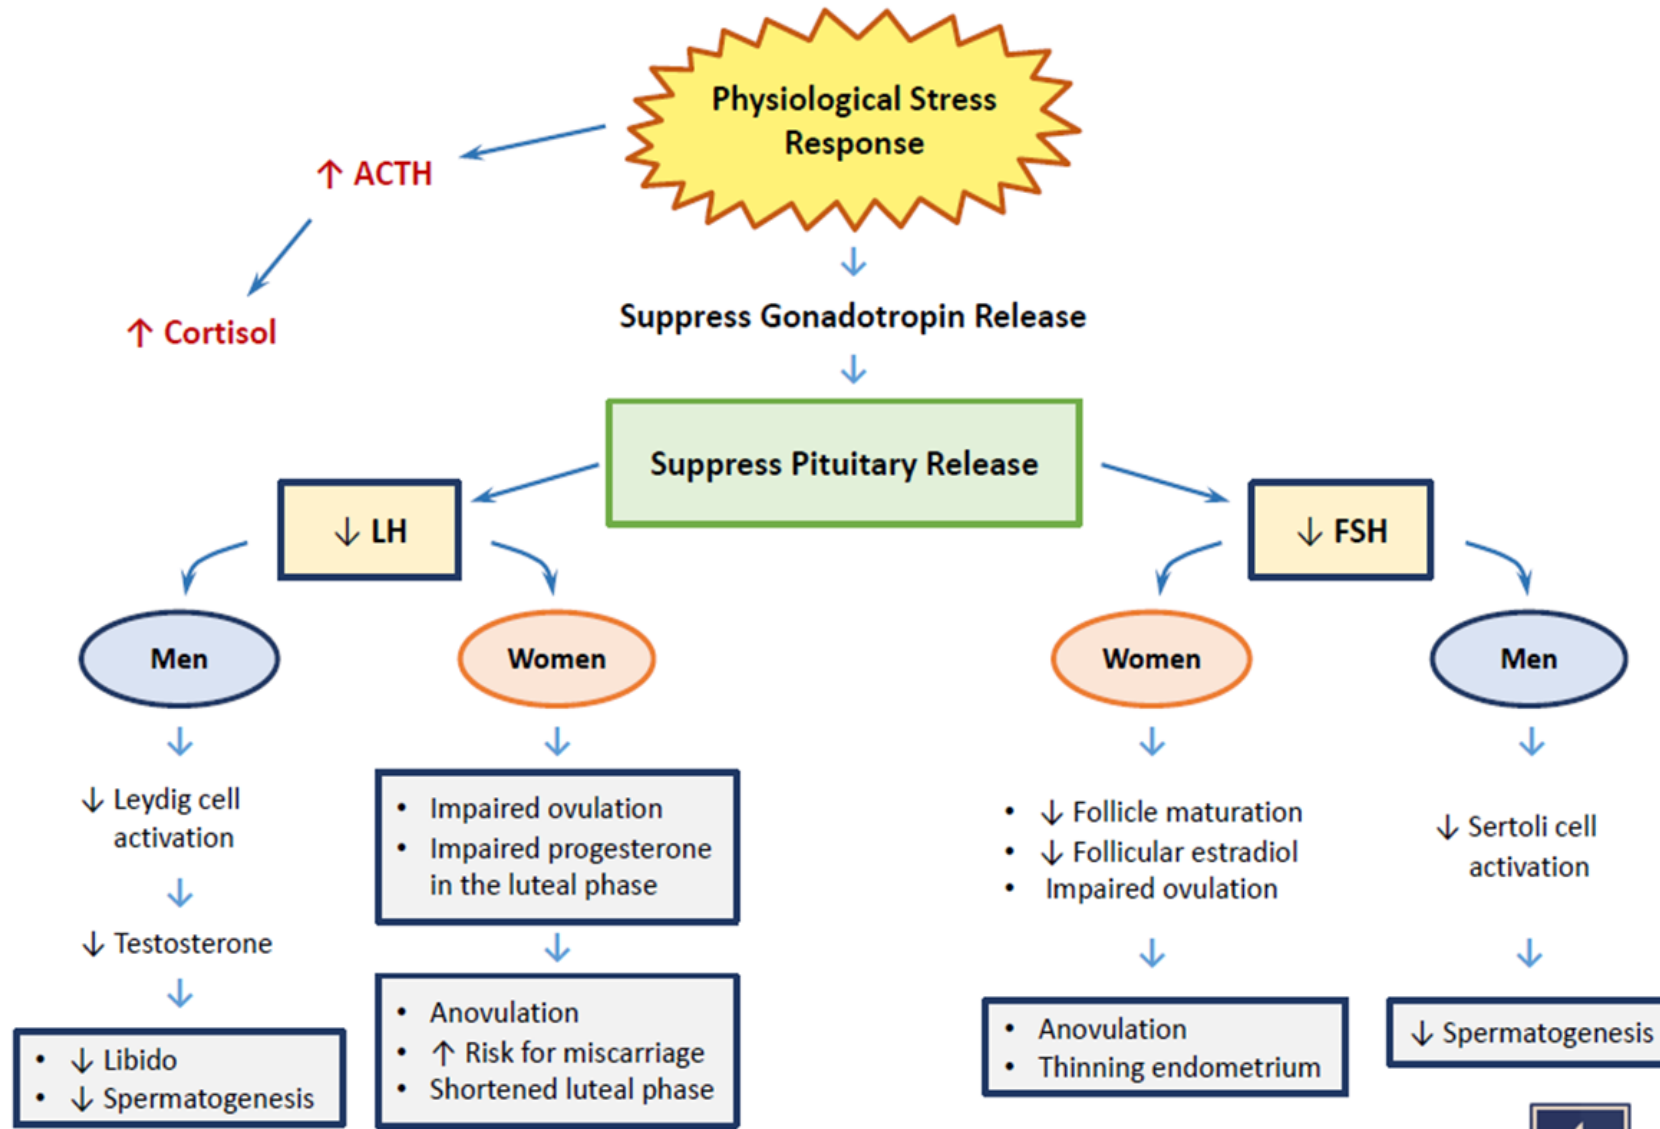 Physiological Stress
Response
↑ ACTH
↑ Cortisol
↓
Suppress Gonadotropin Release
↓
Suppress Pituitary Release
↓ LH
↓ FSH
Men
Women
Women
Men
↓
↓
↓
↓
↓ Leydig cell
activation
↓
↓ Testosterone
↓
• ↓ Libido
• ↓ Spermatogenesis
• Impaired ovulation
• Impaired progesterone
in the luteal phase
↓
• Anovulation
• ↑ Risk for miscarriage
• Shortened luteal phase
• ↓ Follicle maturation
• ↓ Follicular estradiol
• Impaired ovulation
↓
• Anovulation
• Thinning endometrium
↓ Sertoli cell
activation
↓
↓ Spermatogenesis